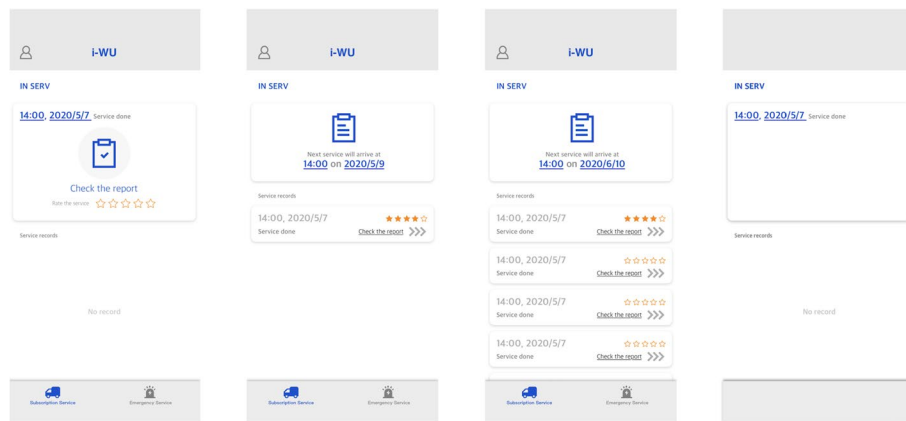 i-WU
IN SERV
14:00, 2020/5/7 Service done
Check the report
Rate the service
Service records
No record
Subscription Service
Emergency Service
i-WU
IN SERV
Next service will arrive at
14:00 on 2020/5/9
Service records
14:00, 2020/5/7
Service done
Check the report
Subscription Service
Emergency Service
i-WU
IN SERV
Next service will arrive at
14:00 on 2020/6/10
Service records
14:00, 2020/5/7
Service done
Check the report
14:00, 2020/5/7
Service done
Check the report
14:00, 2020/5/7
Service done
Check the report
14:00, 2020/5/7
Service done
Check the report
Subscription Service
Emergency Service
IN SERV
14:00, 2020/5/7 Service done
Service records
No record